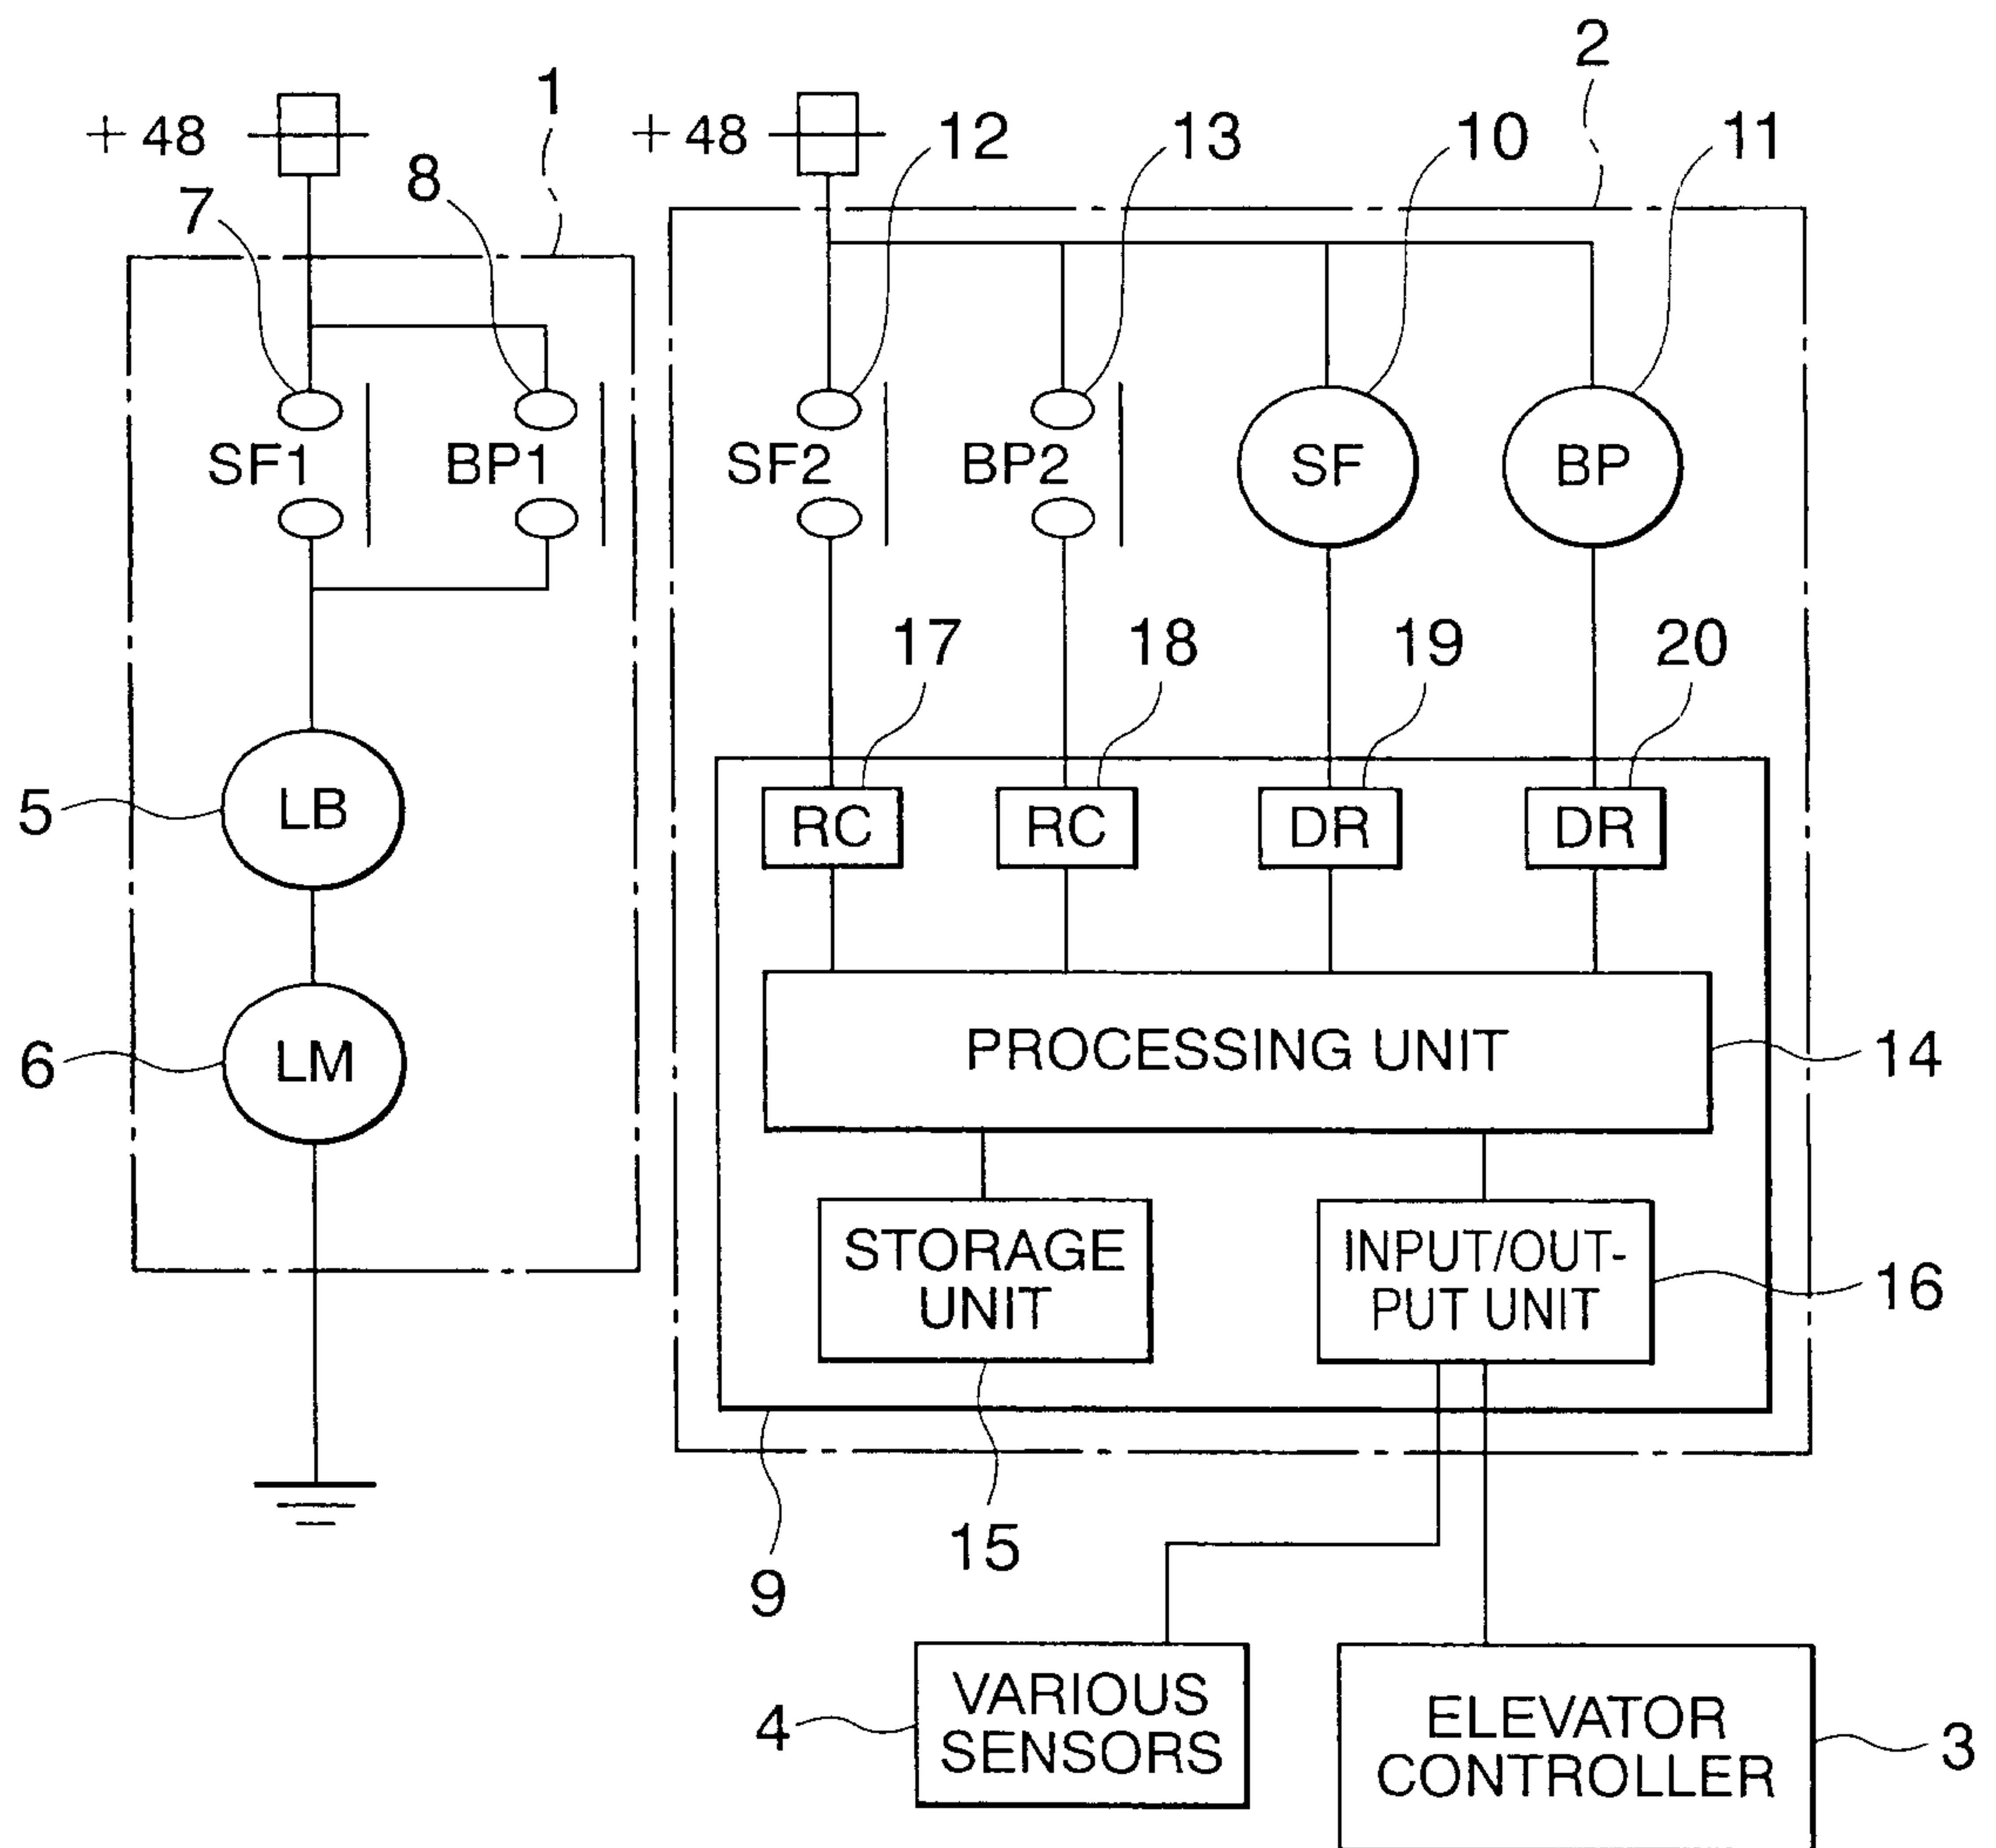 2
1
+ 48
+ 48
12
13
10
11
8
7
SF1
BP1
SF2
BP2
SF
BP
17
18
19
20
5
LB
RC
RC
DR
DR
6
LM
PROCESSING UNIT
14
STORAGE
UNIT
INPUT/OUT-
PUT UNIT
16
15
9
4
VARIOUS
SENSORS
ELEVATOR
CONTROLLER
3